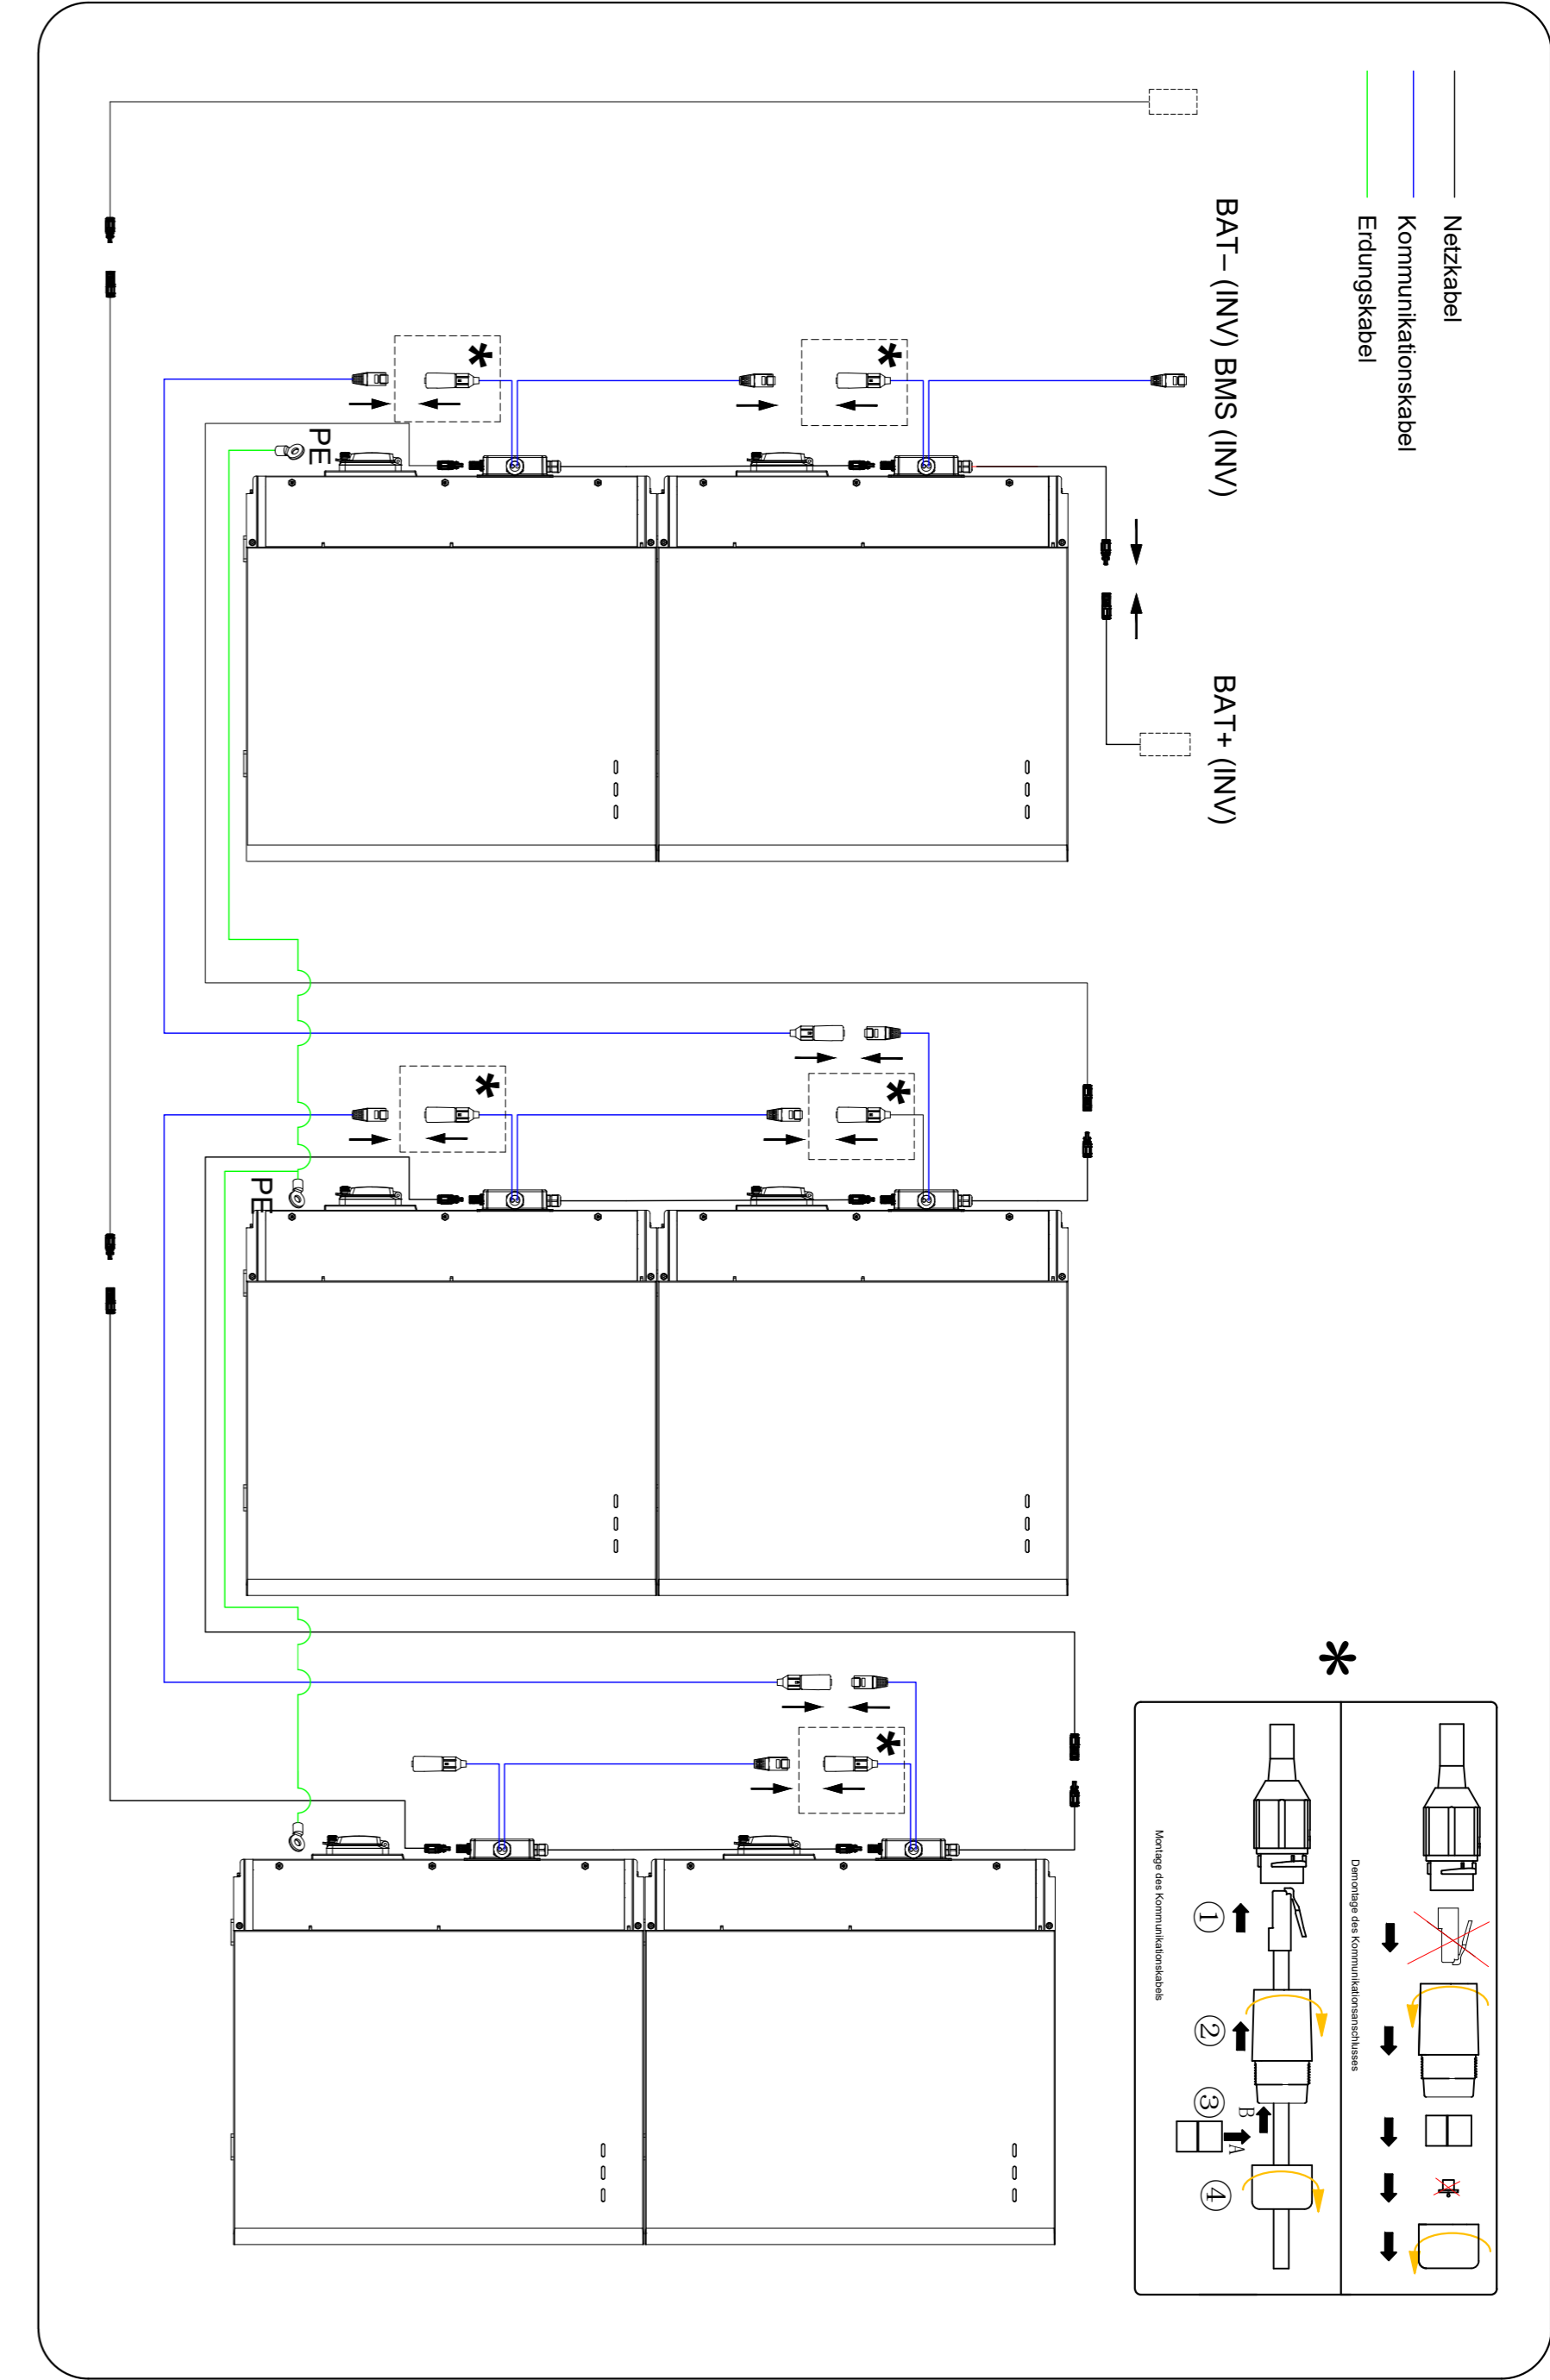 Netzkabel
Kommunikationskabel
Erdungskabel
BAT– (INV) BMS (INV)
BAT+ (INV)
*
*
PE
*
*
PE
*
*
Demontage des Kommunikationsanschlusses
①
②
③
B
A
④
Montage des Kommunikationskabels